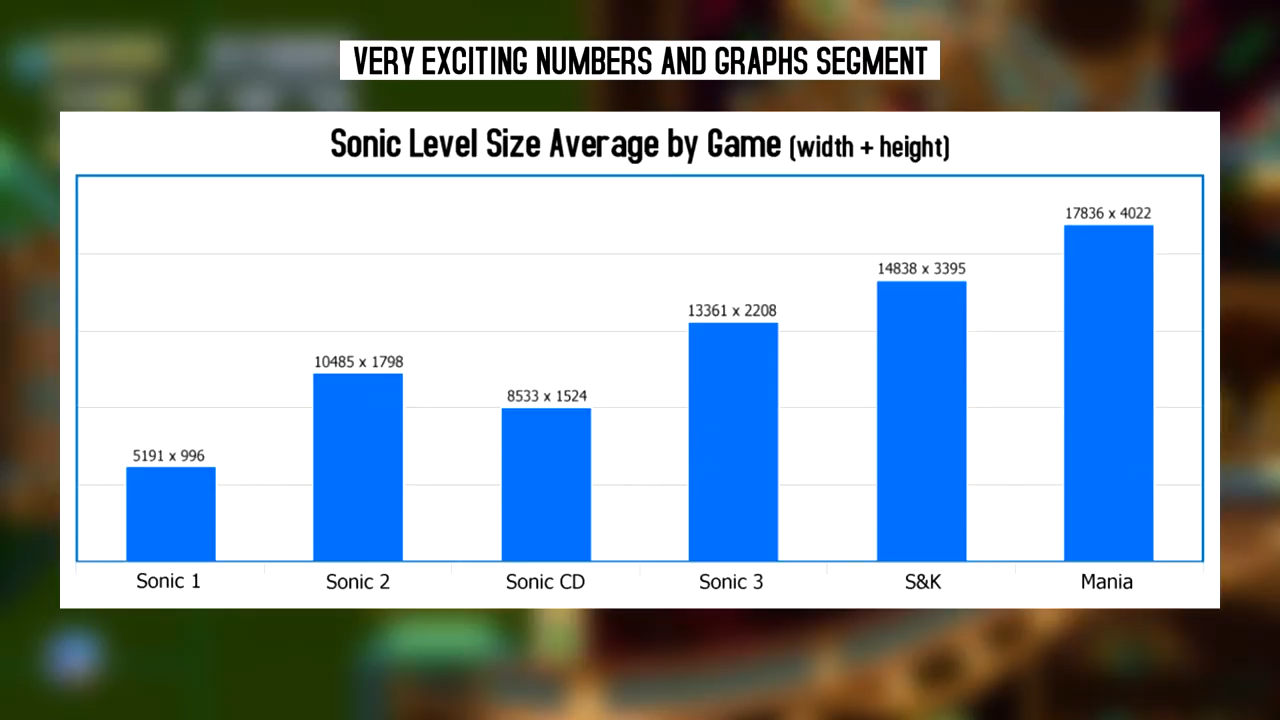 VERY EXCITING NUMBERS AND GRAPHS SEGMENT
Sonic Level Size Average by Game (width + height)
5191 x 996
10485 x 1798
8533 x 1524
13361 x 2208
14838 x 3395
17836 x 4022
Sonic 1
Sonic 2
Sonic CD
Sonic 3
S&K
Mania